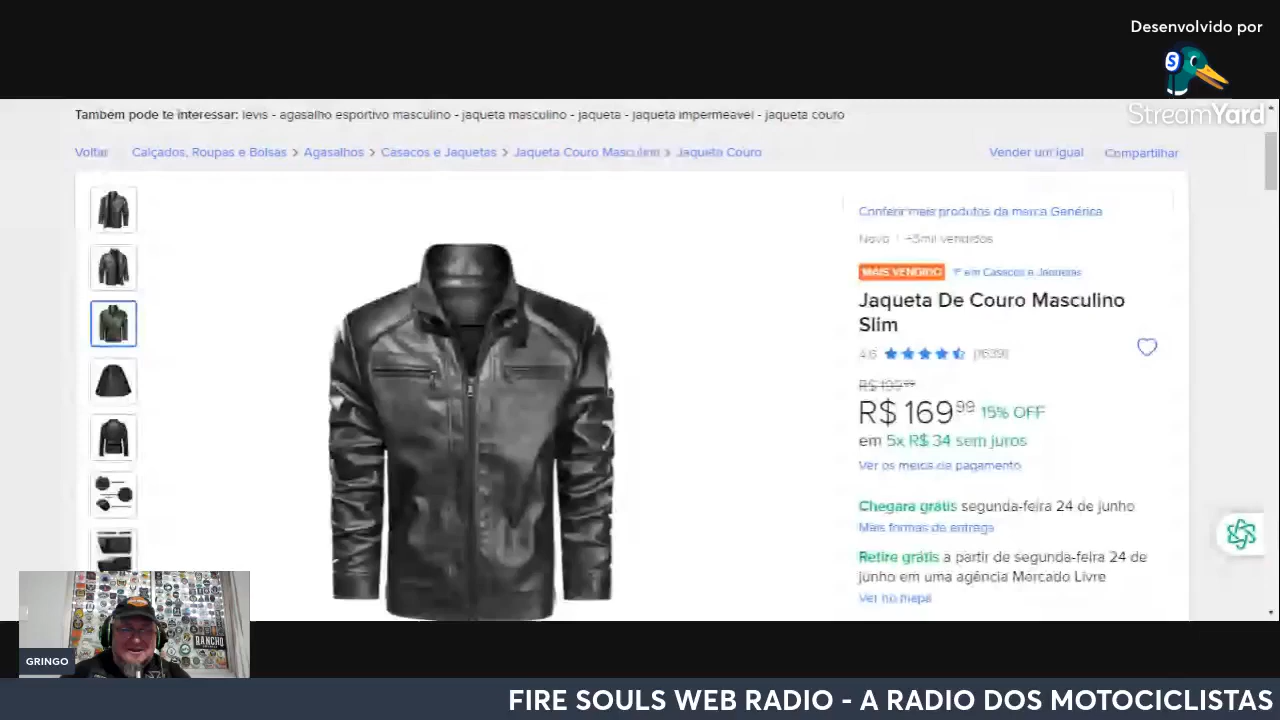 Desenvolvido por
StreamYard
Também pode te interessar: levis - agasalho esportivo masculino - jaqueta masculino - jaqueta - jaqueta impermeavel - jaqueta couro
Voltar
Calçados, Roupas e Bolsas > Agasalhos > Casacos e Jaquetas > Jaqueta Couro Masculino > Jaqueta Couro
Vender um igual
Compartilhar
Conferir mais produtos da marca Genérica
Novo | +5mil vendidos
MAIS VENDIDO 1º em Casacos e Jaquetas
Jaqueta De Couro Masculino
Slim
4.6
R$ 169 99 15% OFF
em 5x R$ 34 sem juros
Ver os meios de pagamento
Chegará grátis segunda-feira 24 de junho
Mais formas de entrega
Retire grátis a partir de segunda-feira 24 de
junho em uma agência Mercado Livre
Ver no mapa
RANCHO
GRINGO
FIRE SOULS WEB RADIO - A RADIO DOS MOTOCICLISTAS